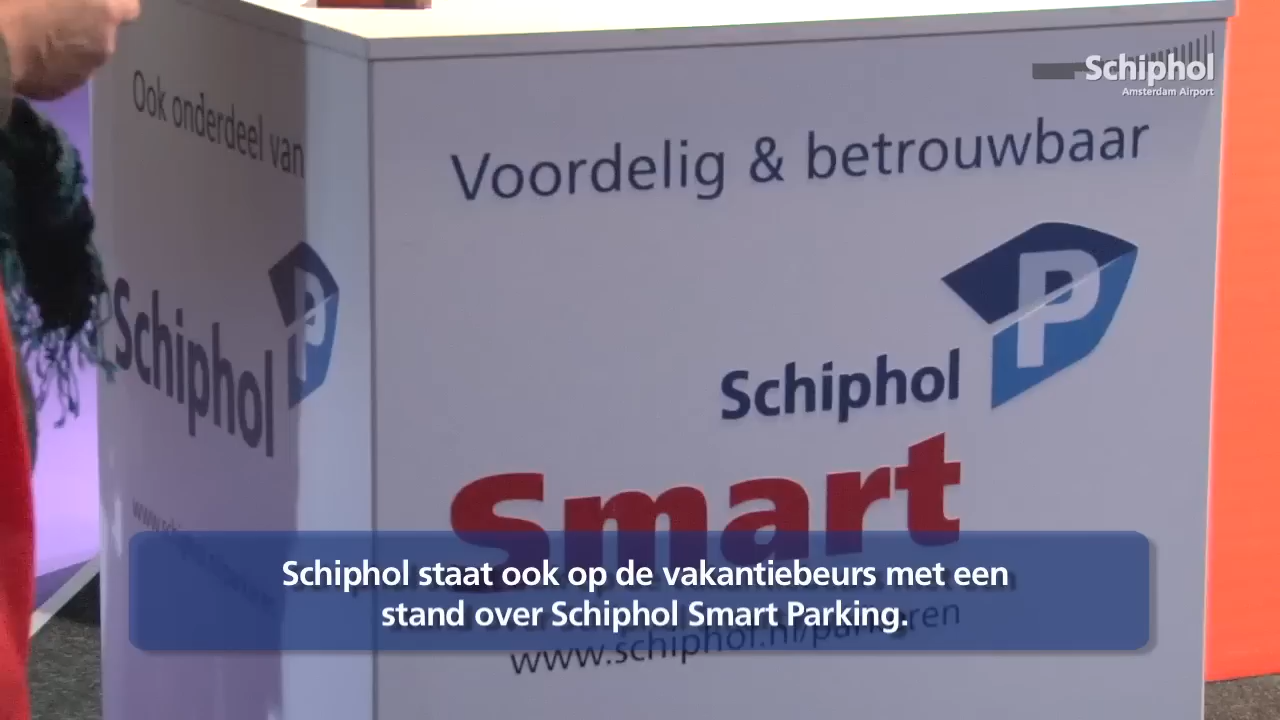 Schiphol
Amsterdam Airport
Ook onderdeel van
Schiphol P
Voordelig & betrouwbaar
Schiphol P
Smart
www.schiphol.nl/parkeren
Schiphol staat ook op de vakantiebeurs met een
stand over Schiphol Smart Parking.